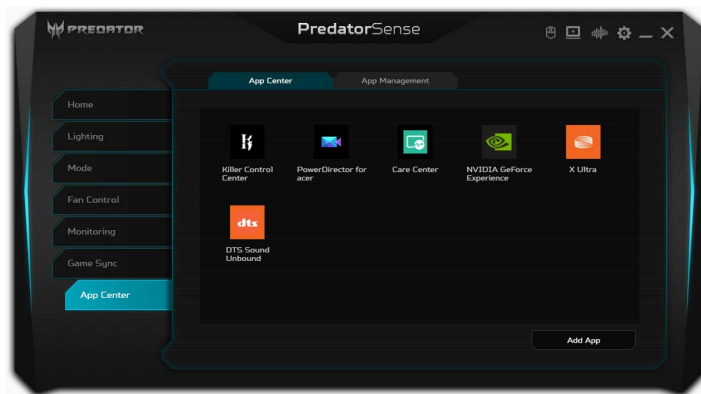 PREDATOR
PredatorSense
App Center
App Management
Home
Lighting
Mode
Fan Control
Monitoring
Game Sync
App Center
Killer Control
Center
PowerDirector for
acer
Care Center
NVIDIA GeForce
Experience
X Ultra
dts
DTS Sound
Unbound
Add App